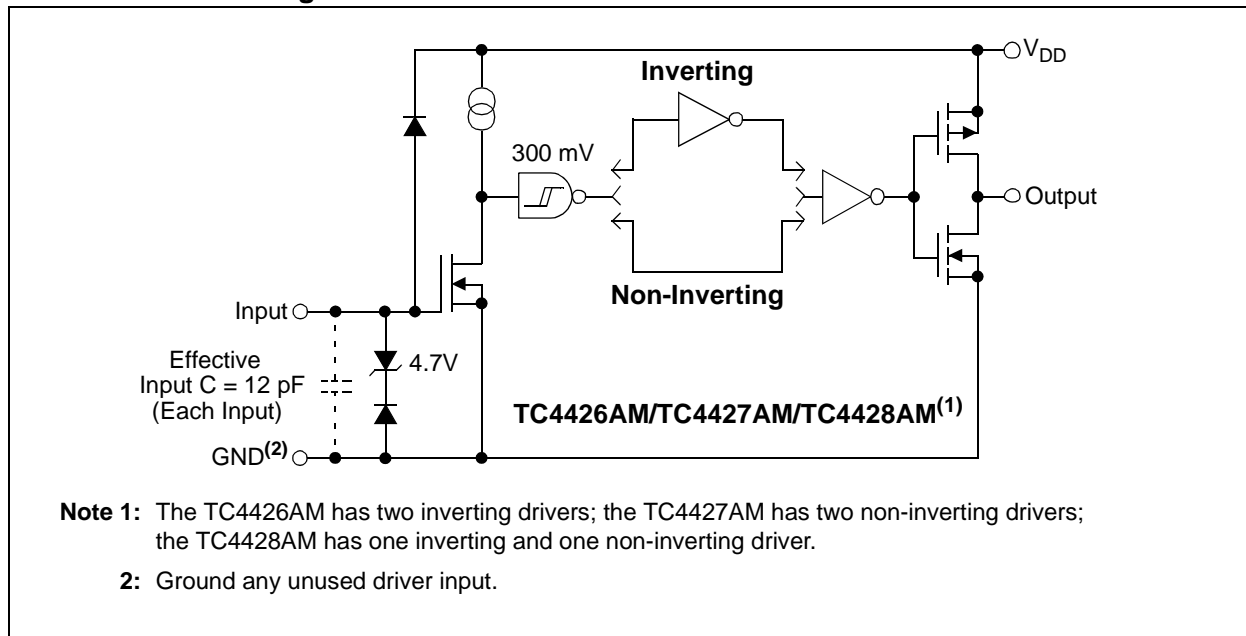 g
V_DD
Inverting
300 mV
Output
Non-Inverting
Input
4.7V
Effective
Input C = 12 pF
(Each Input)
TC4426AM/TC4427AM/TC4428AM(1)
GND(2)
Note 1: The TC4426AM has two inverting drivers; the TC4427AM has two non-inverting drivers;
the TC4428AM has one inverting and one non-inverting driver.
2: Ground any unused driver input.